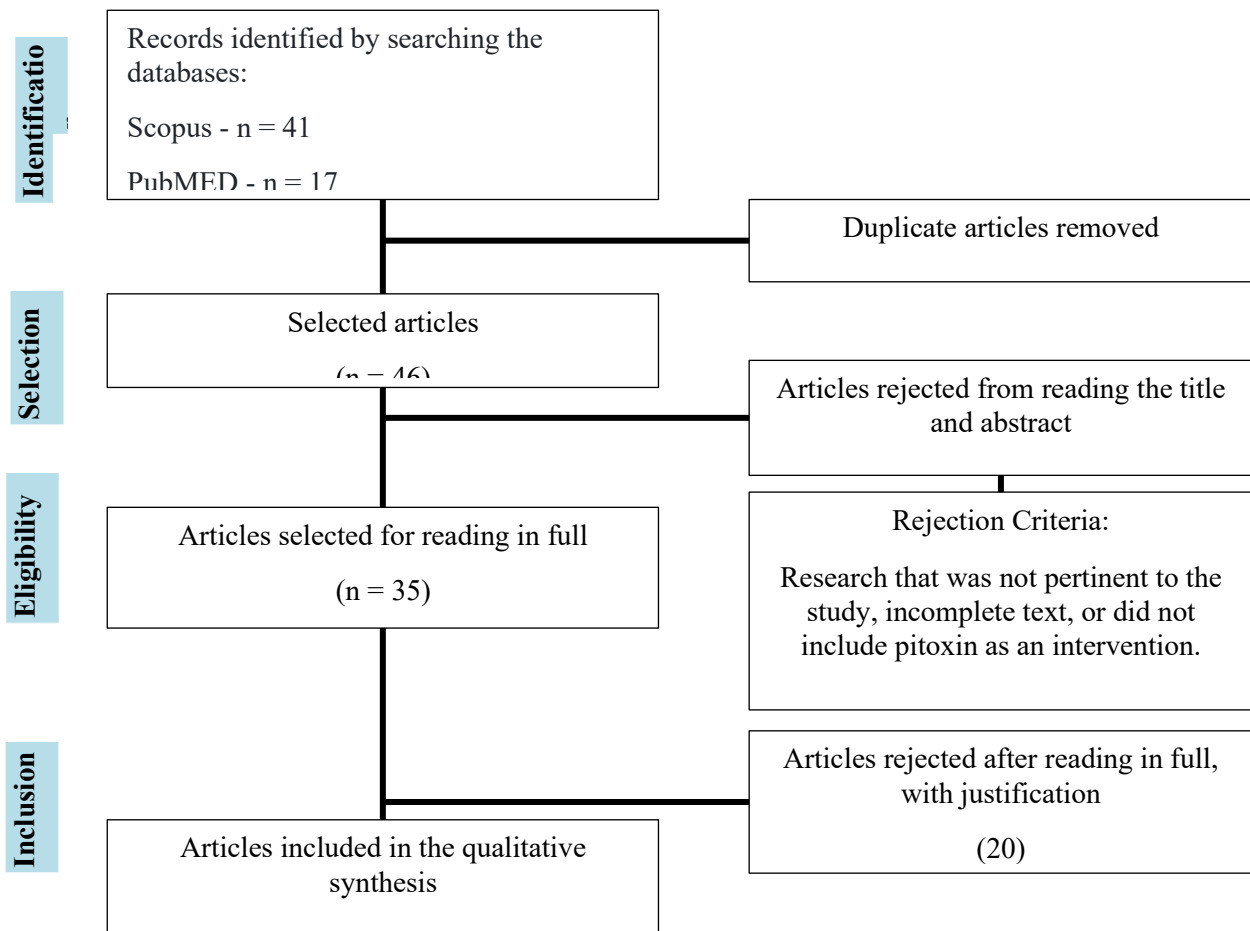 Identificatio
Records identified by searching the
databases:
Scopus - n = 41
PubMED - n = 17
Duplicate articles removed
Selection
Selected articles
(n = 46)
Articles rejected from reading the title
and abstract
Eligibility
Articles selected for reading in full
(n = 35)
Rejection Criteria:
Research that was not pertinent to the
study, incomplete text, or did not
include pitoxin as an intervention.
Inclusion
Articles rejected after reading in full,
with justification
(20)
Articles included in the qualitative
synthesis